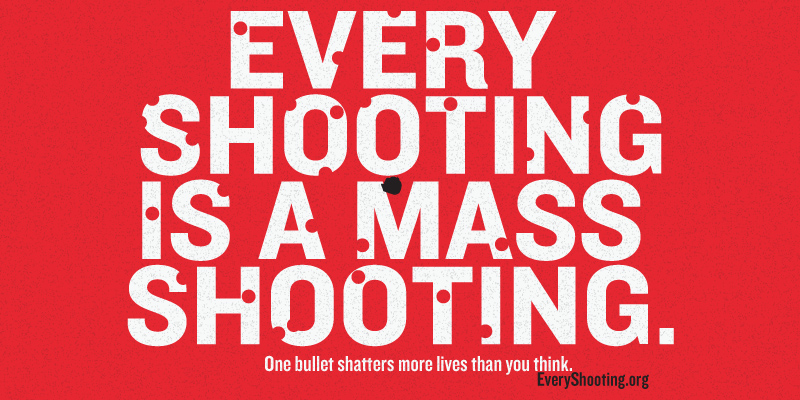 EVERY
SHOOTING
IS A MASS
SHOOTING.
One bullet shatters more lives than you think.
EveryShooting.org